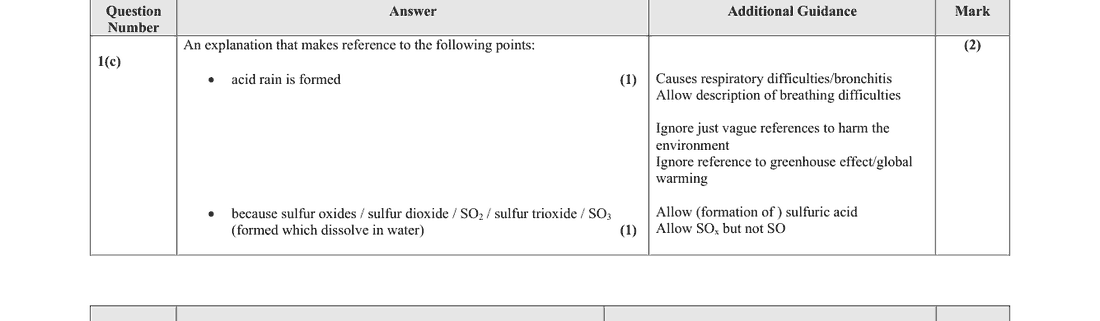 Question Number Answer Additional Guidance Mark
1(c)
An explanation that makes reference to the following points:
(2)
• acid rain is formed (1)
Causes respiratory difficulties/bronchitis
Allow description of breathing difficulties
Ignore just vague references to harm the
environment
Ignore reference to greenhouse effect/global
warming
• because sulfur oxides / sulfur dioxide / SO₂ / sulfur trioxide / SO₃
(formed which dissolve in water) (1)
Allow (formation of ) sulfuric acid
Allow SOₓ but not SO